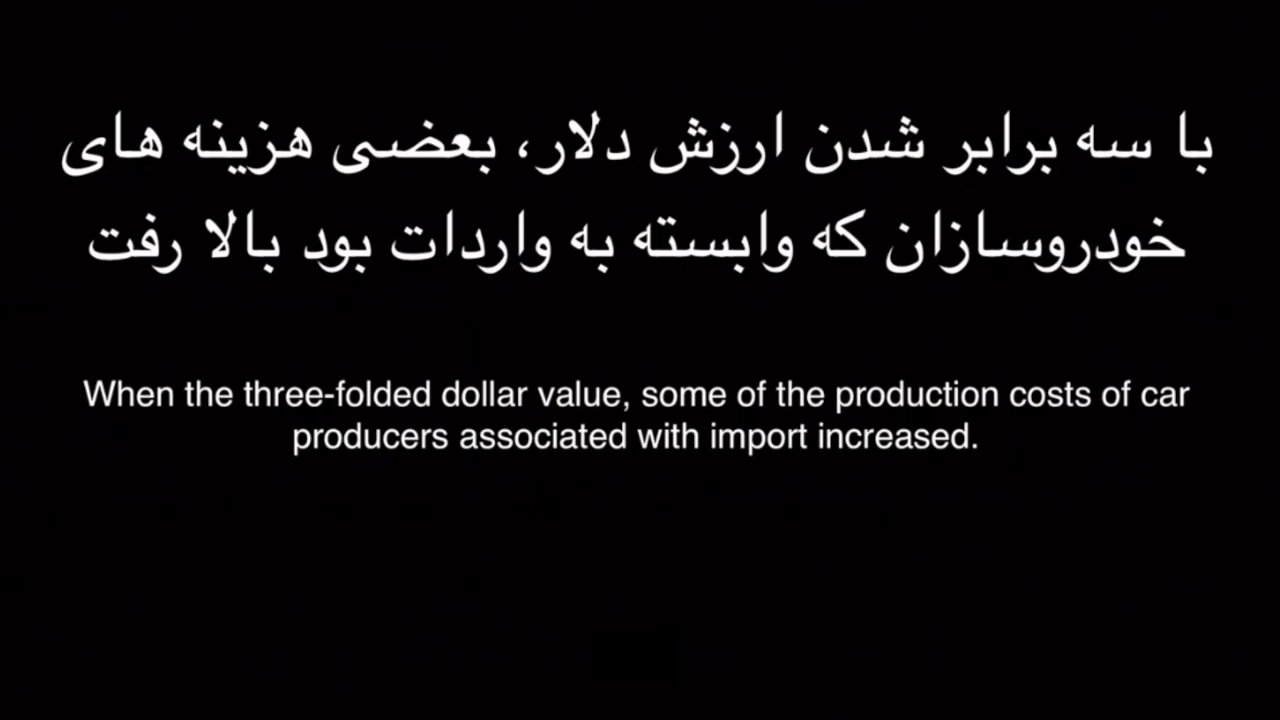 با سه برابر شدن ارزش دلار، بعضی هزینه های
خودروسازان که وابسته به واردات بود بالا رفت
When the three-folded dollar value, some of the production costs of car
producers associated with import increased.